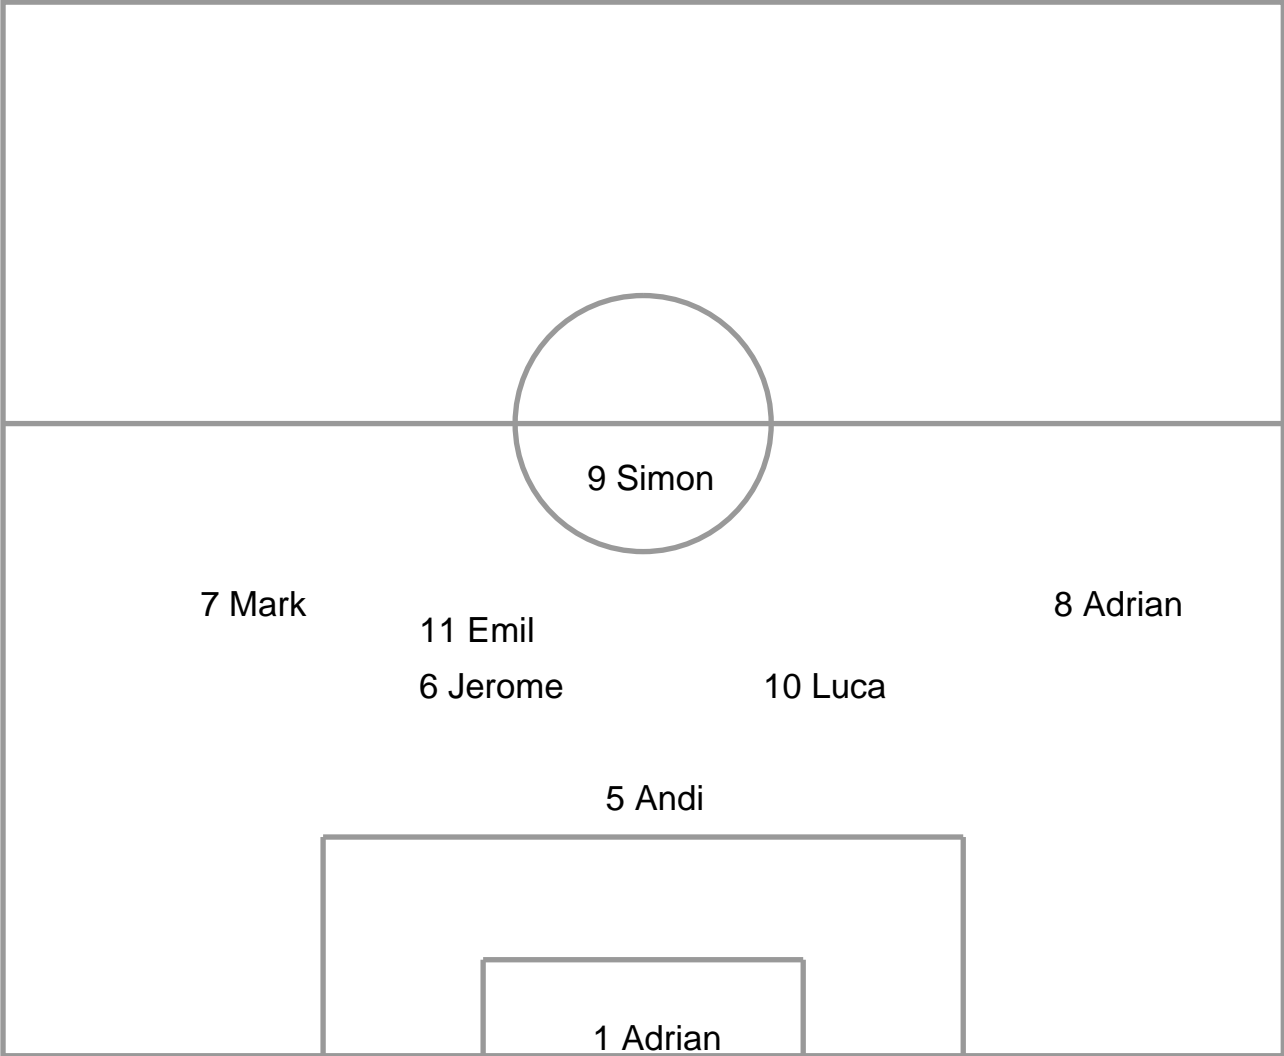 9 Simon
7 Mark
8 Adrian
11 Emil
6 Jerome
10 Luca
5 Andi
1 Adrian